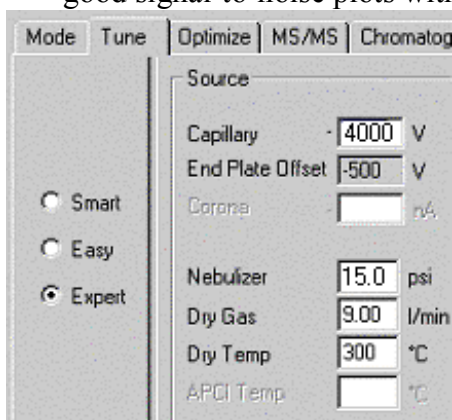 good signal to noise plots with
Mode Tune Optimize MS/MS Chromatog
Source
Capillary - 4000 V
End Plate Offset -500 V
Smart
Corona - nA
Easy
Nebulizer 15.0 psi
Expert
Dry Gas 9.00 l/min
Dry Temp 300 °C
APCI Temp °C